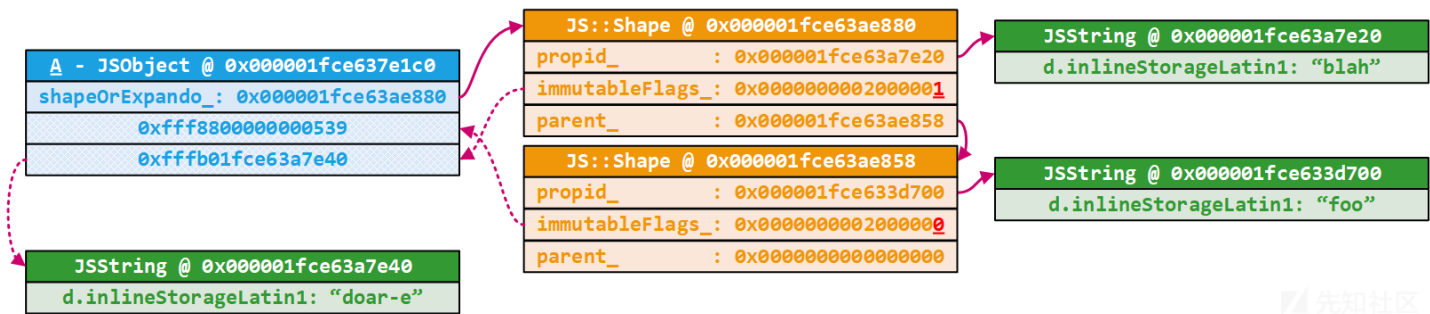 A - JSObject @ 0x000001fce637e1c0
shapeOrExpando_: 0x000001fce63ae880
0xfff8800000000539
0xfffb01fce63a7e40
JSString @ 0x000001fce63a7e40
d.inlineStorageLatin1: “doar-e”
JS::Shape @ 0x000001fce63ae880
propid_ : 0x000001fce63a7e20
immutableFlags_: 0x0000000002000001
parent_ : 0x000001fce63ae858
JS::Shape @ 0x000001fce63ae858
propid_ : 0x000001fce633d700
immutableFlags_: 0x0000000002000000
parent_ : 0x0000000000000000
JSString @ 0x000001fce63a7e20
d.inlineStorageLatin1: “blah”
JSString @ 0x000001fce633d700
d.inlineStorageLatin1: “foo”
先知社区